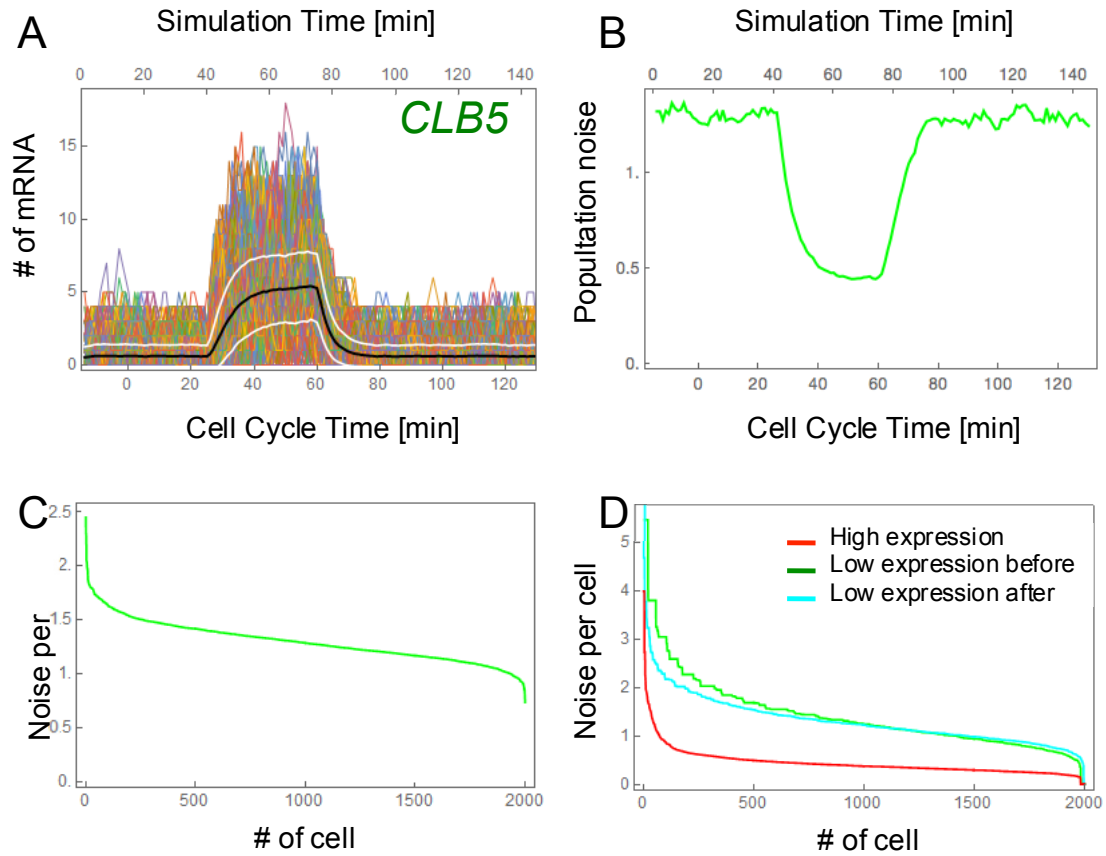 A
Simulation Time [min]
0 20 40 60 80 100 120 140
CLB5
# of mRNA
15
10
5
0
0 20 40 60 80 100 120
Cell Cycle Time [min]
B
Simulation Time [min]
0 20 40 60 80 100 120 140
Popultation noise
1.
0.5
1.
0 20 40 60 80 100 120
Cell Cycle Time [min]
C
Noise per
2.5
2.
1.5
1.
0.5
0.
0 500 1000 1500 2000
# of cell
D
High expression
Low expression before
Low expression after
Noise per cell
5
4
3
2
1
0
0 500 1000 1500 2000
# of cell